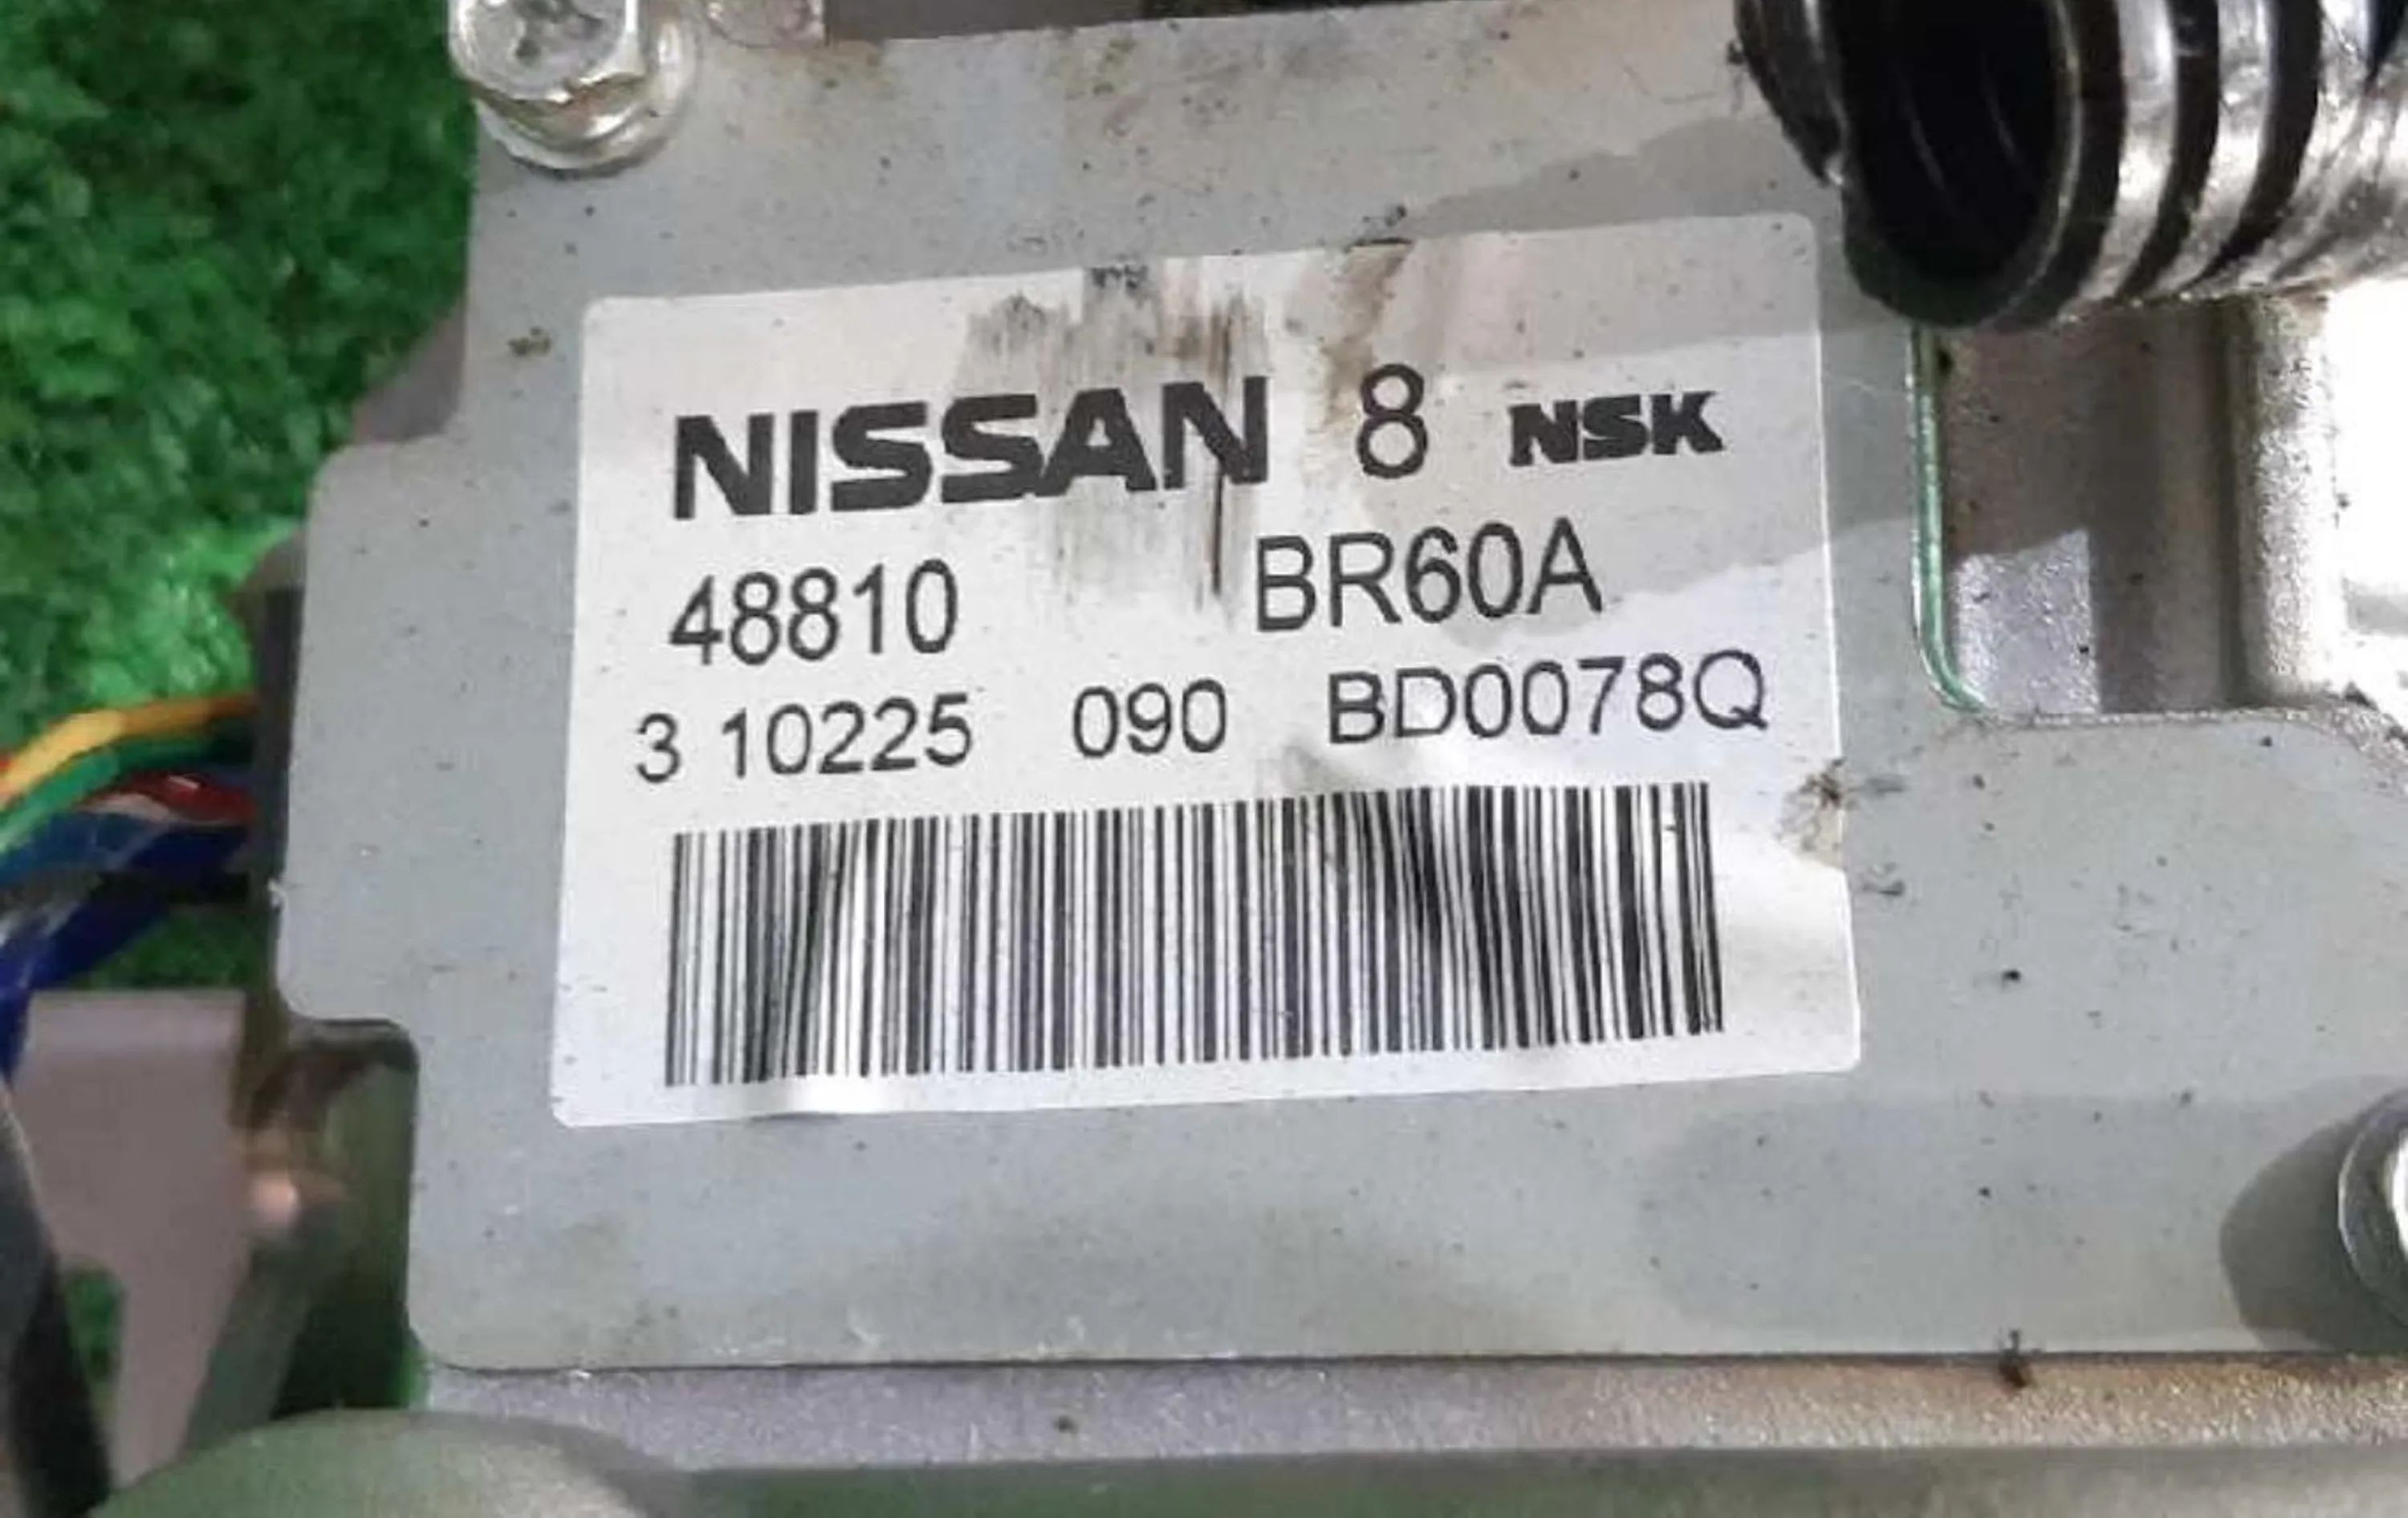 NISSAN 8 NSK
48810 BR60A
3 10225 090 BD0078Q